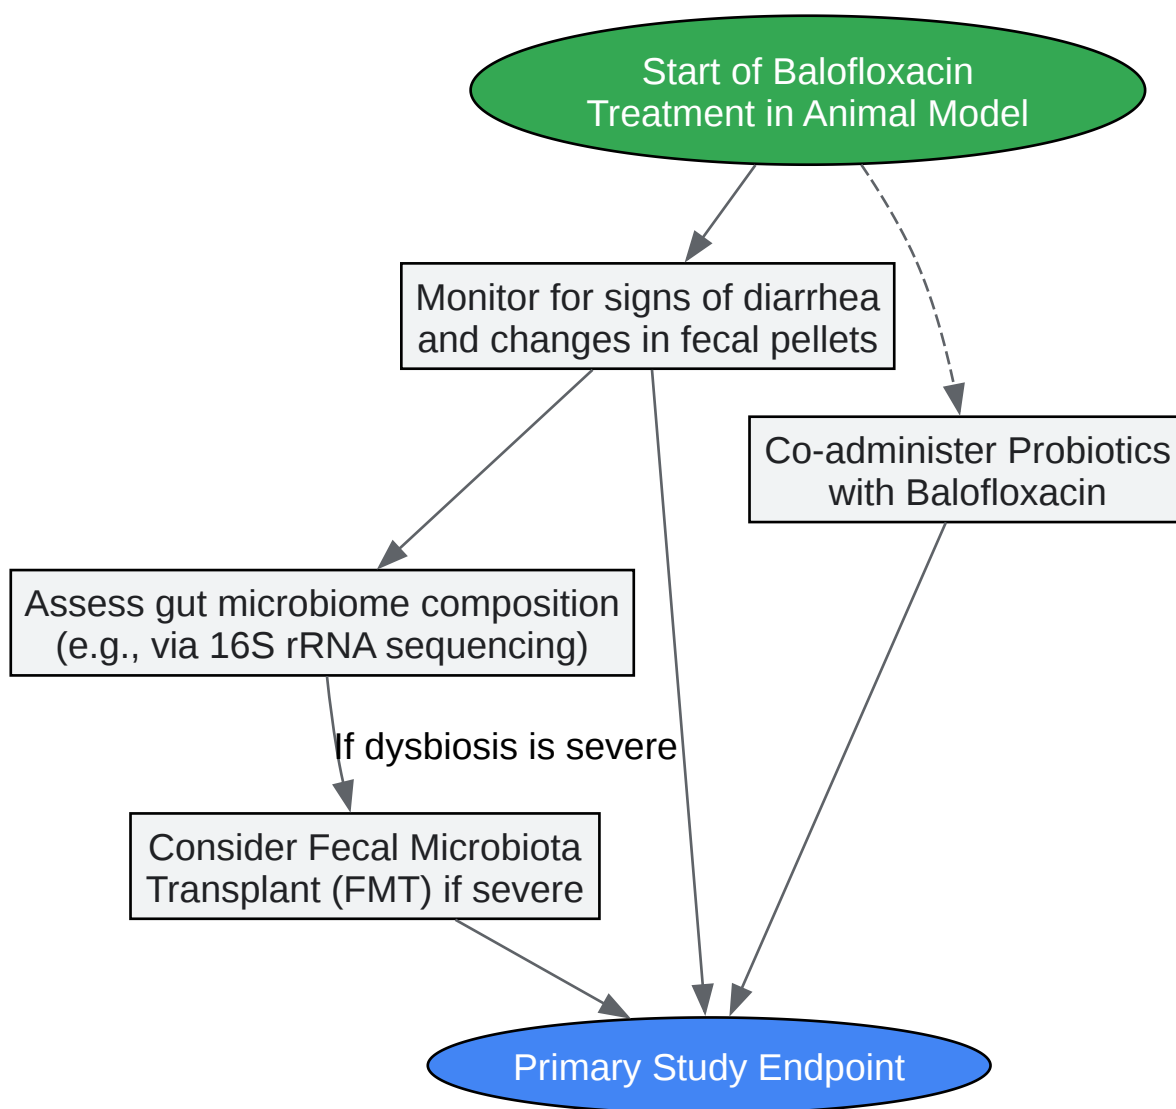 Start of Balofloxacin
Treatment in Animal Model
Monitor for signs of diarrhea
and changes in fecal pellets
Co-administer Probiotics
with Balofloxacin
Assess gut microbiome composition
(e.g., via 16S rRNA sequencing)
If dysbiosis is severe
Consider Fecal Microbiota
Transplant (FMT) if severe
Primary Study Endpoint